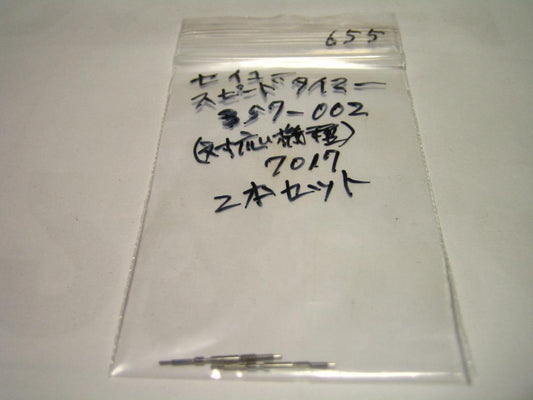 655
セイコー
スピードタイマー
357-002
(対応機種)
7017
2本セット